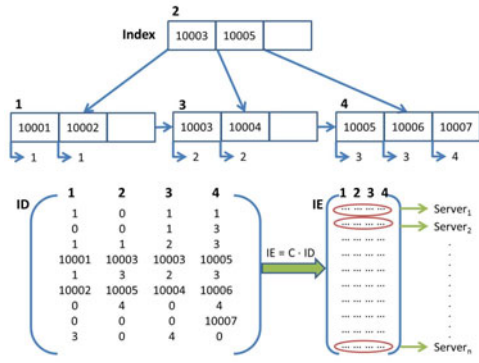 2
Index 10003 10005
1 3 4
10001 10002 10003 10004 10005 10006 10007
1 1 2 2 3 3 4
ID 1 2 3 4 IE 1 2 3 4
1 0 1 1 ... ... ... ... Server1
0 0 1 3 ... ... ... ... Server2
1 1 2 3 ... ... ... ... .
10001 10003 10003 10005 IE = C · ID ... ... ... ... .
1 3 2 3 ... ... ... ... .
10002 10005 10004 10006 ... ... ... ... .
0 4 0 4 ... ... ... ... .
0 0 0 10007 ... ... ... ... .
3 0 4 0 ... ... ... ... Servern